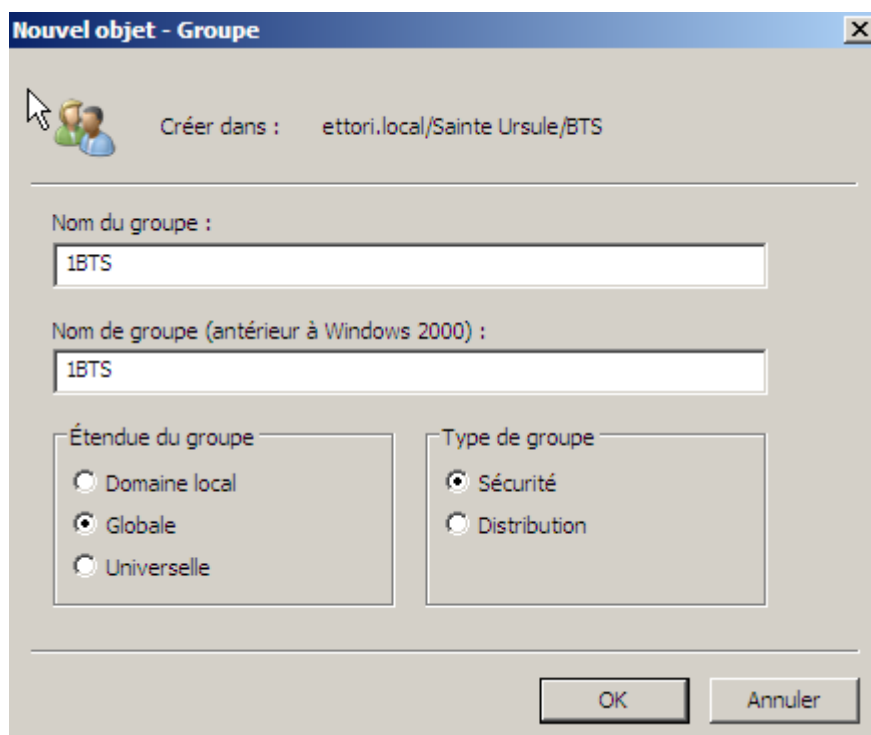 Nouvel objet - Groupe
Créer dans : ettori.local/Sainte Ursule/BTS
Nom du groupe :
1BTS
Nom de groupe (antérieur à Windows 2000) :
1BTS
Étendue du groupe
Domaine local
Globale
Universelle
Type de groupe
Sécurité
Distribution
OK Annuler